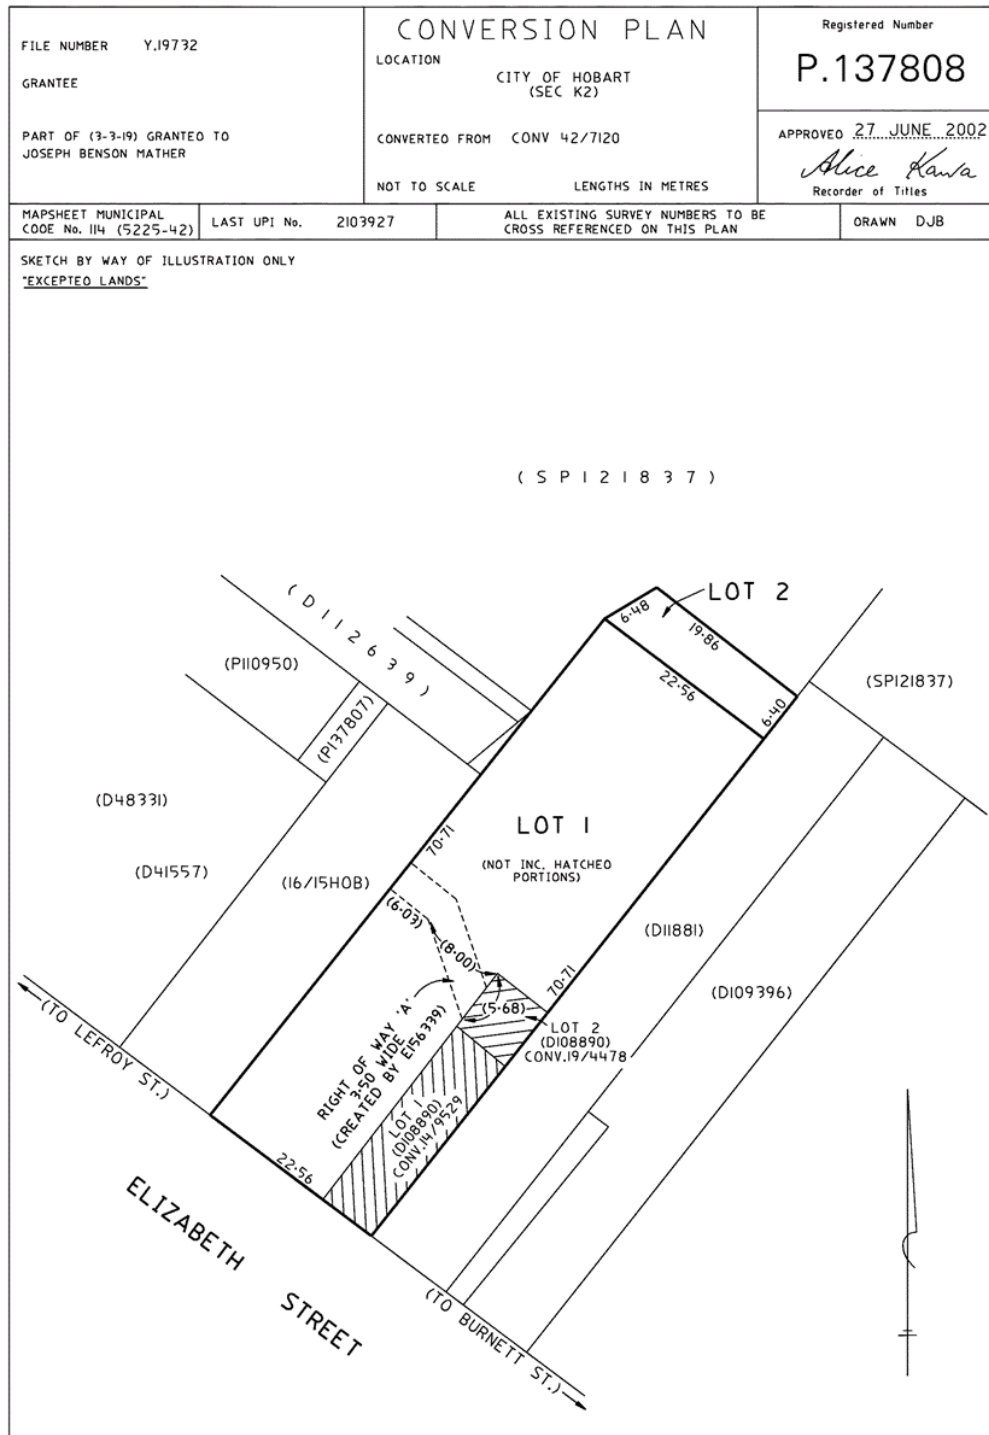 FILE NUMBER Y.19732
GRANTEE
PART OF (3-3-19) GRANTED TO
JOSEPH BENSON MATHER
CONVERSION PLAN
LOCATION
CITY OF HOBART
(SEC K2)
CONVERTED FROM CONV 42/7120
NOT TO SCALE LENGTHS IN METRES
Registered Number
P.137808
APPROVED 27 JUNE 2002
Alice Kawa
Recorder of Titles
MAPSHEET MUNICIPAL
CODE No. 114 (5225-42)
LAST UPI No. 2103927
ALL EXISTING SURVEY NUMBERS TO BE
CROSS REFERENCED ON THIS PLAN
DRAWN DJB
SKETCH BY WAY OF ILLUSTRATION ONLY
"EXCEPTED LANDS"
(SP121837)
LOT 2
6·48
19·86
(D112639)
(P110950)
22·56
(SP121837)
6·40
(P137807)
(D48331)
LOT 1
70·71
(NOT INC. HATCHED
PORTIONS)
(D41557)
(16/15HOB)
(6·03)
(D11881)
(8·00)
70·71
(D109396)
(5·68)
LOT 2
(D108890)
CONV.19/4478
RIGHT OF WAY 'A'
3·50 WIDE
(CREATED BY E156339)
LOT 1
(D108890)
CONV.14/9529
(TO LEFROY ST.)
22·56
ELIZABETH STREET
(TO BURNETT ST.)